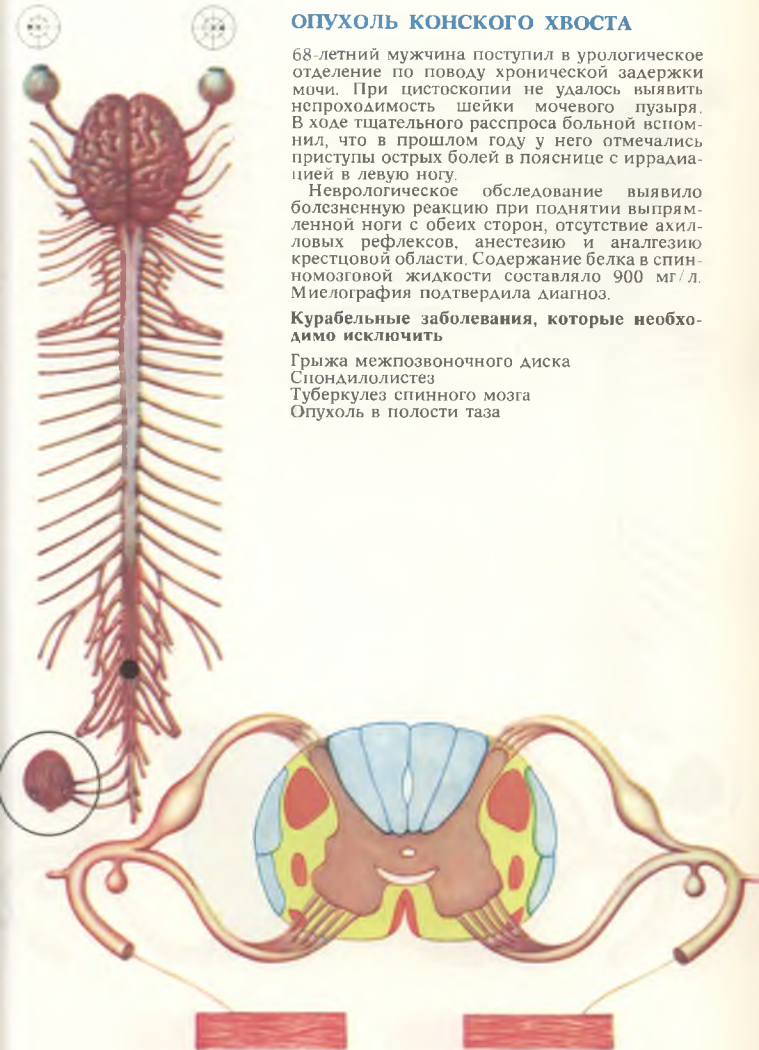 ОПУХОЛЬ КОНСКОГО ХВОСТА
68-летний мужчина поступил в урологическое
отделение по поводу хронической задержки
мочи. При цистоскопии не удалось выявить
непроходимость шейки мочевого пузыря.
В ходе тщательного расспроса больной вспом-
нил, что в прошлом году у него отмечались
приступы острых болей в пояснице с иррадиа-
цией в левую ногу.
Неврологическое обследование выявило
болезненную реакцию при поднятии выпрям-
ленной ноги с обеих сторон, отсутствие ахил-
ловых рефлексов, анестезию и аналгезию
крестцовой области. Содержание белка в спин-
номозговой жидкости составляло 900 мг/л.
Миелография подтвердила диагноз.
Курабельные заболевания, которые необхо-
димо исключить
Грыжа межпозвоночного диска
Спондилолистез
Туберкулез спинного мозга
Опухоль в полости таза